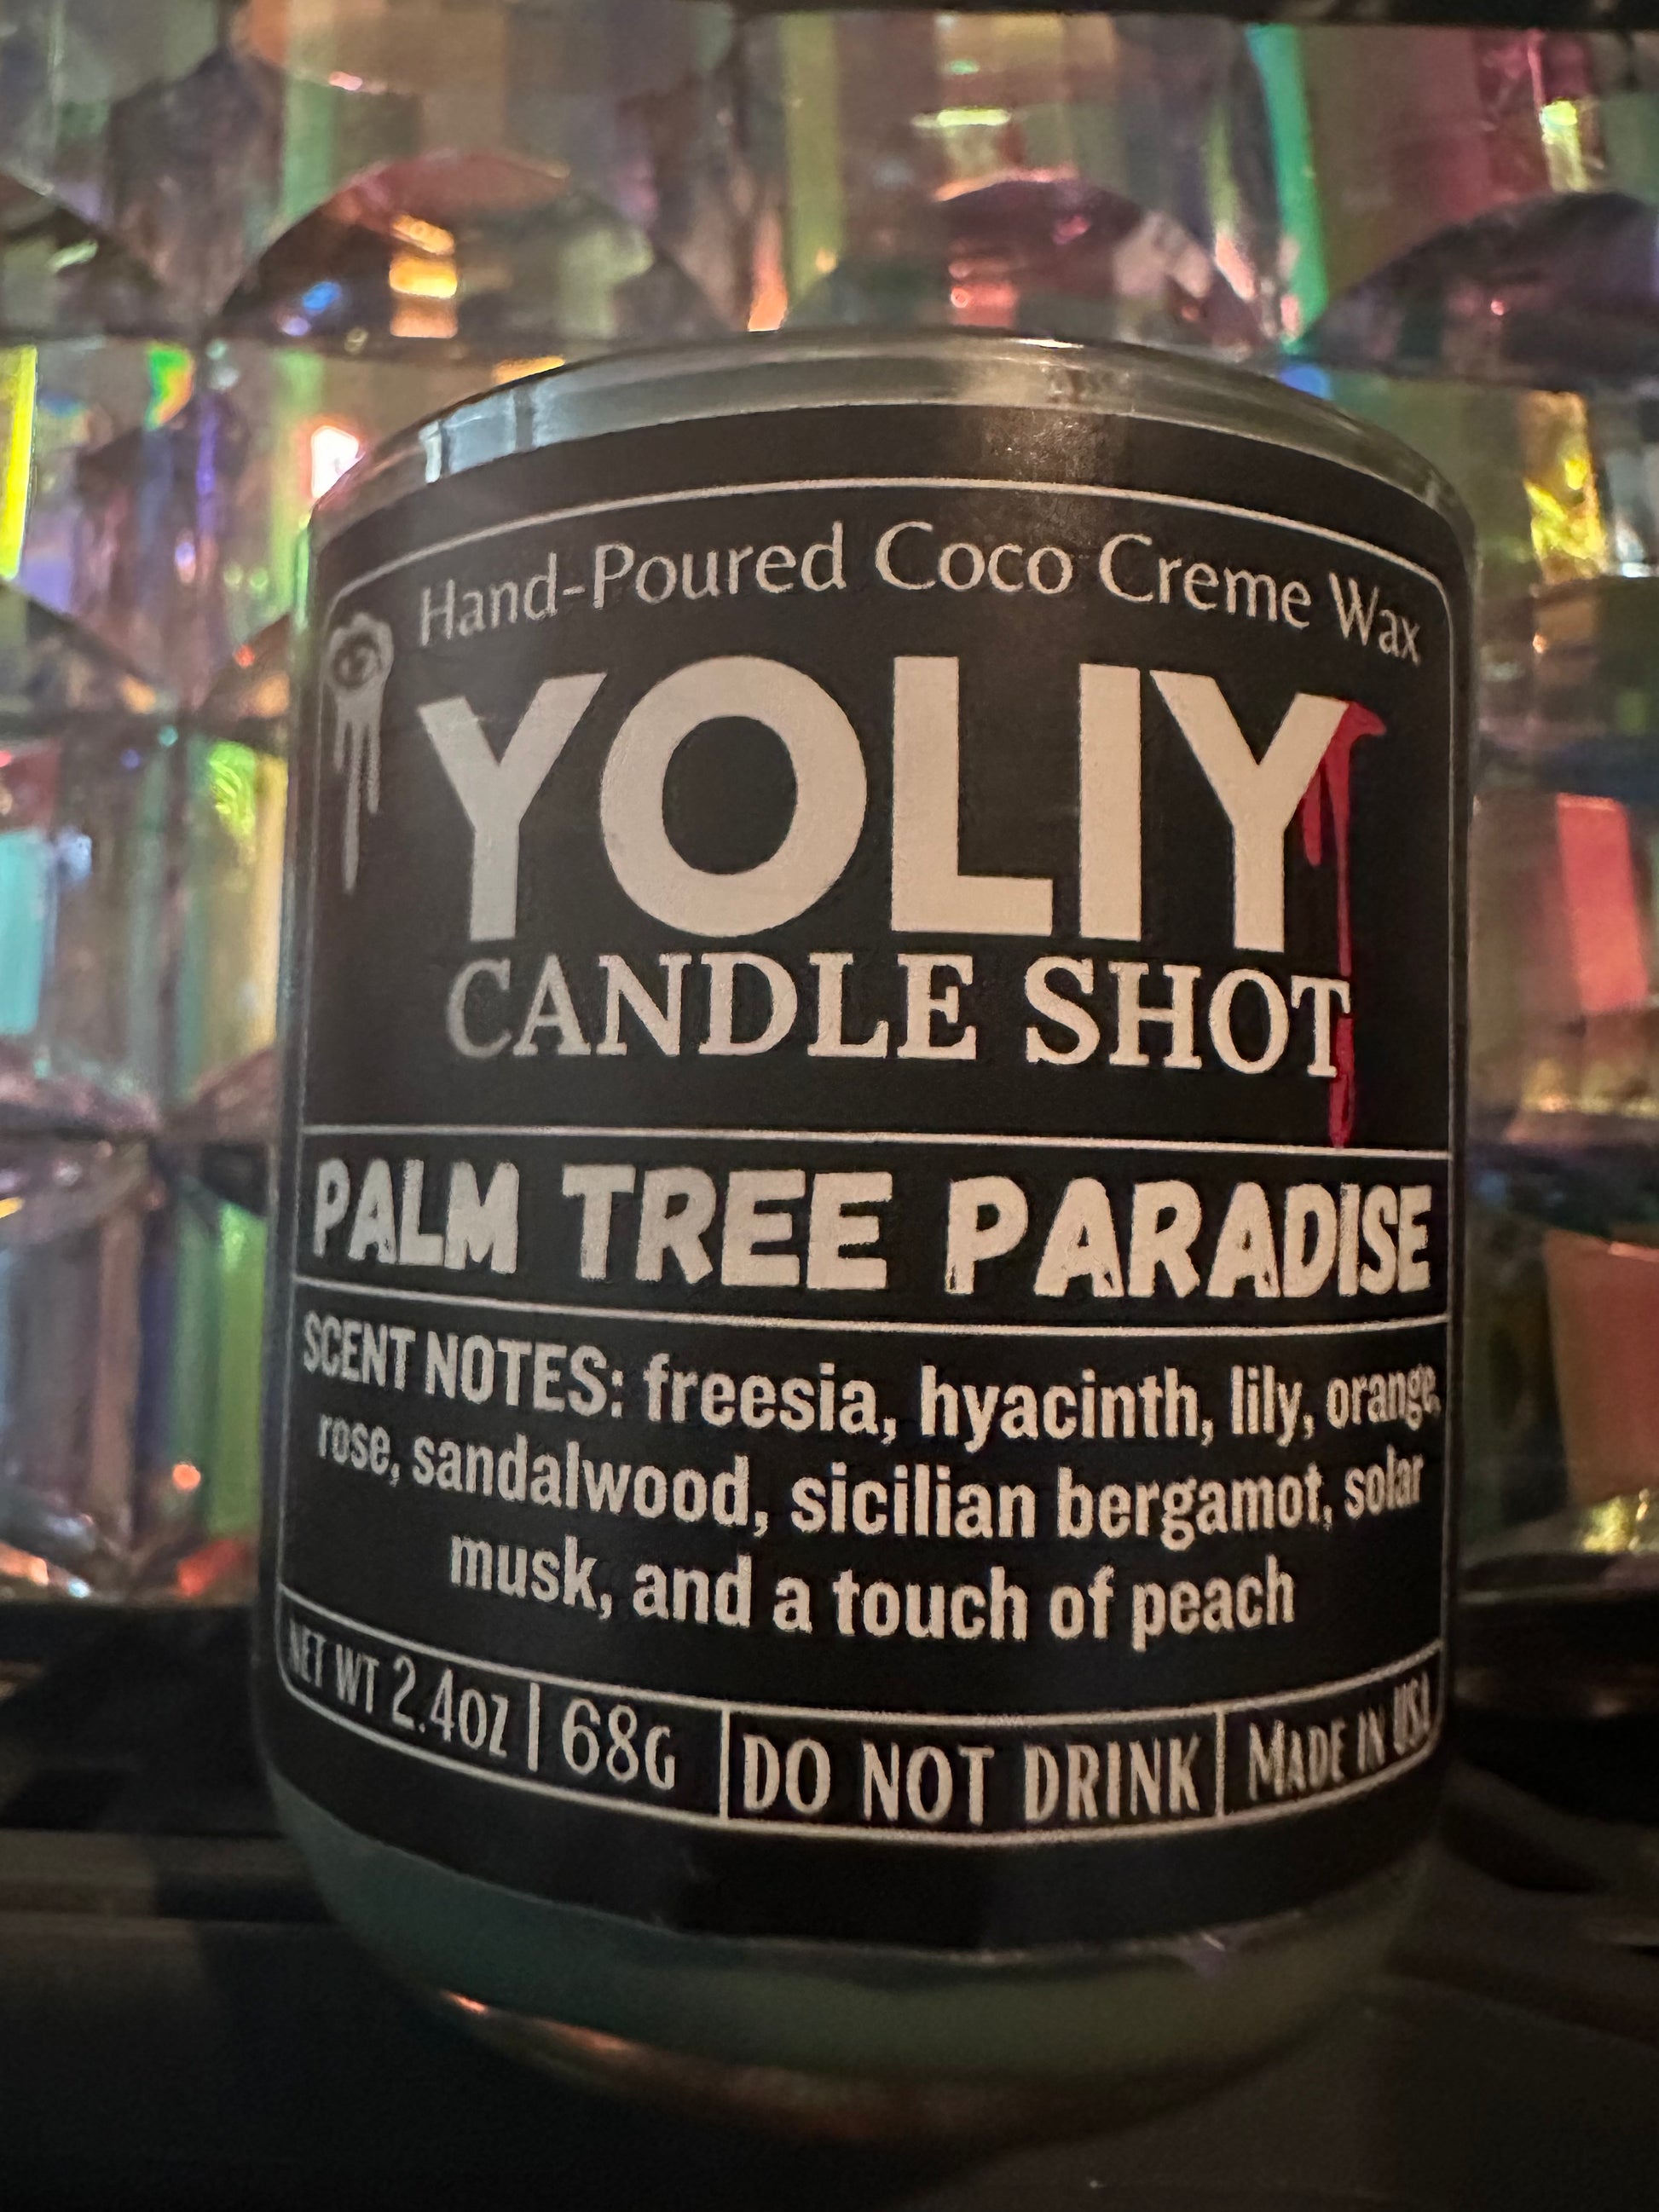 Hand-Poured Coco Creme Wax
YOLIY
CANDLE SHOT
PALM TREE PARADISE
SCENT NOTES: freesia, hyacinth, lily, orange,
rose, sandalwood, sicilian bergamot, solar
musk, and a touch of peach
NET WT 2.4oz | 68G DO NOT DRINK MADE IN USA